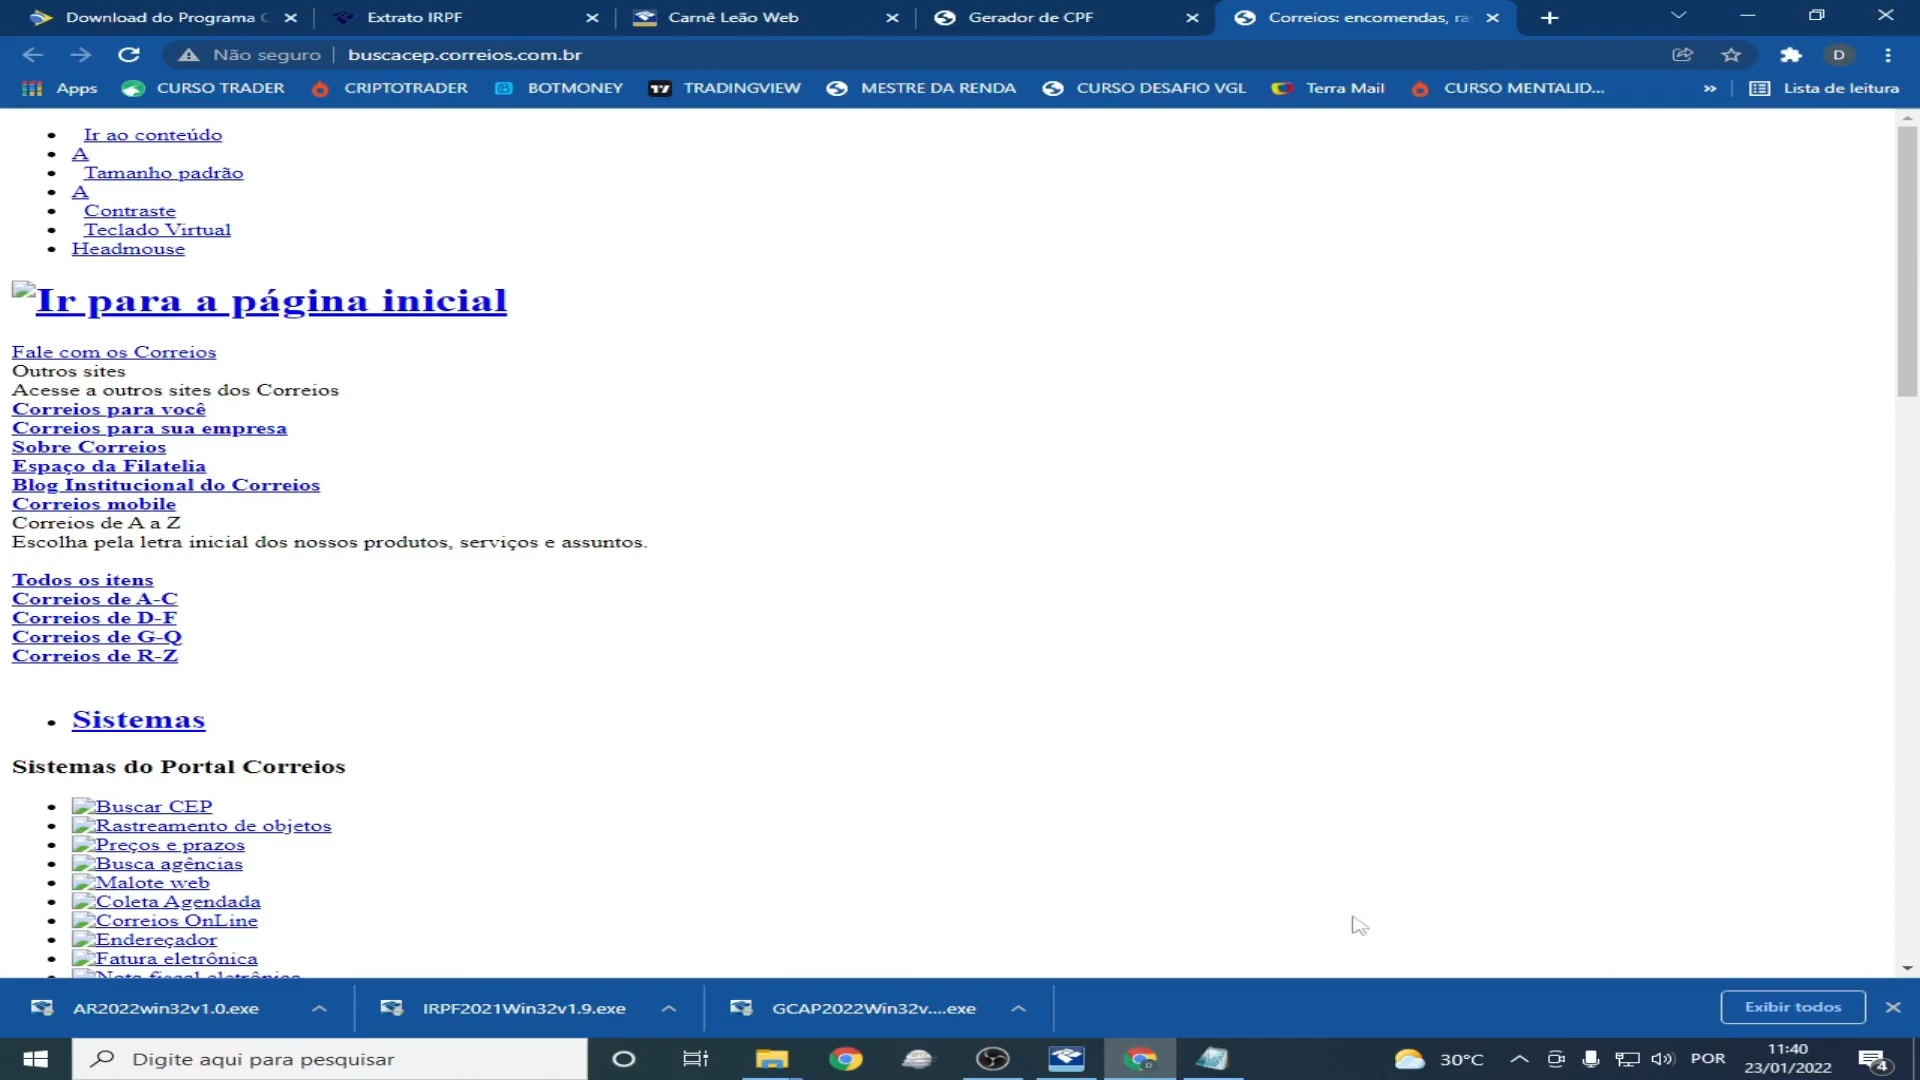 Download do Programa
Extrato IRPF
Carnê Leão Web
Gerador de CPF
Correios: encomendas, ra
Não seguro
buscacep.correios.com.br
D
Apps
CURSO TRADER
CRIPTOTRADER
BOTMONEY
TRADINGVIEW
MESTRE DA RENDA
CURSO DESAFIO VGL
Terra Mail
CURSO MENTALID...
»
Lista de leitura
Ir ao conteúdo
A
Tamanho padrão
A
Contraste
Teclado Virtual
Headmouse
Ir para a página inicial
Fale com os Correios
Outros sites
Acesse a outros sites dos Correios
Correios para você
Correios para sua empresa
Sobre Correios
Espaço da Filatelia
Blog Institucional do Correios
Correios mobile
Correios de A a Z
Escolha pela letra inicial dos nossos produtos, serviços e assuntos.
Todos os itens
Correios de A-C
Correios de D-F
Correios de G-Q
Correios de R-Z
Sistemas
Sistemas do Portal Correios
Buscar CEP
Rastreamento de objetos
Preços e prazos
Busca agências
Malote web
Coleta Agendada
Correios OnLine
Endereçador
Fatura eletrônica
Nota fiscal eletrônica
AR2022win32v1.0.exe
IRPF2021Win32v1.9.exe
GCAP2022Win32v....exe
Exibir todos
Digite aqui para pesquisar
30°C
POR
11:40
23/01/2022
4